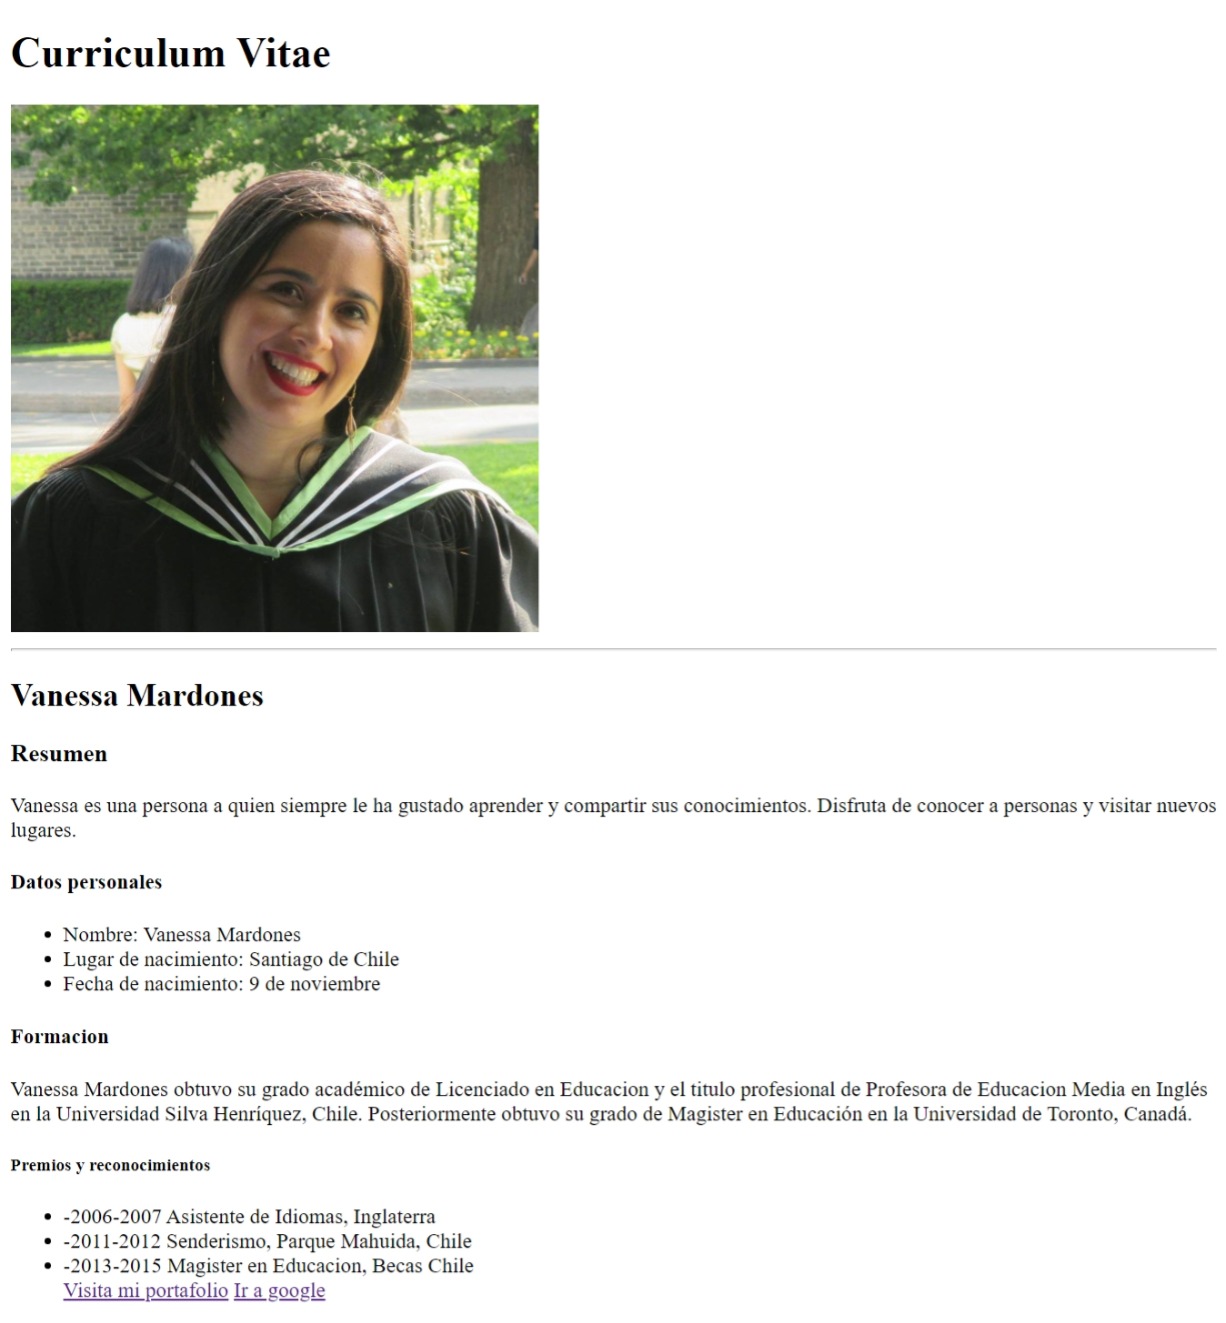 Curriculum Vitae
Vanessa Mardones
Resumen
Vanessa es una persona a quien siempre le ha gustado aprender y compartir sus conocimientos. Disfruta de conocer a personas y visitar nuevos
lugares.
Datos personales
• Nombre: Vanessa Mardones
• Lugar de nacimiento: Santiago de Chile
• Fecha de nacimiento: 9 de noviembre
Formacion
Vanessa Mardones obtuvo su grado académico de Licenciado en Educacion y el titulo profesional de Profesora de Educacion Media en Inglés
en la Universidad Silva Henríquez, Chile. Posteriormente obtuvo su grado de Magister en Educación en la Universidad de Toronto, Canadá.
Premios y reconocimientos
• -2006-2007 Asistente de Idiomas, Inglaterra
• -2011-2012 Senderismo, Parque Mahuida, Chile
• -2013-2015 Magister en Educacion, Becas Chile
Visita mi portafolio Ir a google